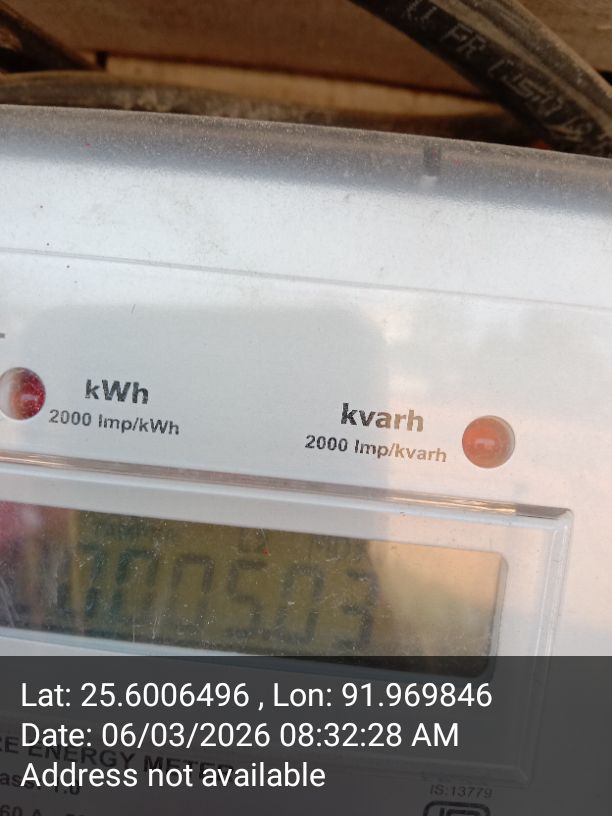 kWh
2000 Imp/kWh
kvarh
2000 Imp/kvarh
000503
Lat: 25.6006496 , Lon: 91.969846
Date: 06/03/2026 08:32:28 AM
Address not available
ENERGY METER
IS:13779